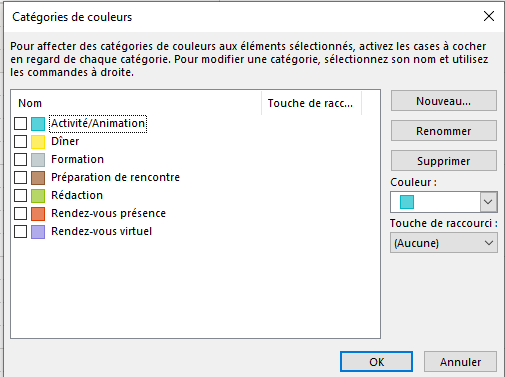 Catégories de couleurs
Pour affecter des catégories de couleurs aux éléments sélectionnés, activez les cases à cocher
en regard de chaque catégorie. Pour modifier une catégorie, sélectionnez son nom et utilisez
les commandes à droite.
Nom Touche de racc...
Activité/Animation
Dîner
Formation
Préparation de rencontre
Rédaction
Rendez-vous présence
Rendez-vous virtuel
Nouveau...
Renommer
Supprimer
Couleur :
Touche de raccourci :
(Aucune)
OK Annuler